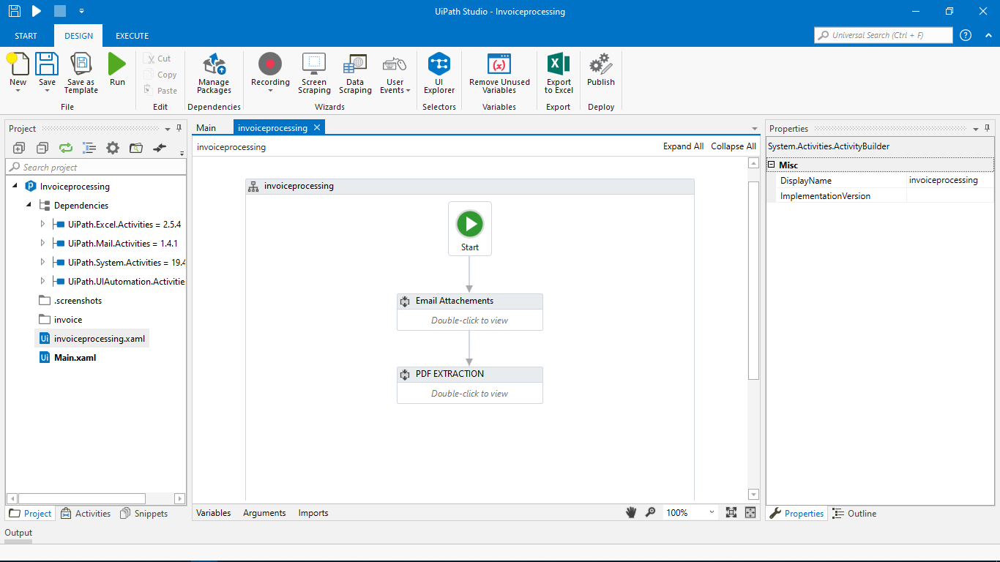 UiPath Studio - Invoiceprocessing
START DESIGN EXECUTE
Universal Search (Ctrl + F)
New
Save
Save as Template
Run
Cut
Copy
Paste
Manage Packages
Recording
Screen Scraping
Data Scraping
User Events
UI Explorer
Remove Unused Variables
Export to Excel
Publish
File
Edit
Dependencies
Wizards
Selectors
Variables
Export
Deploy
Project
Search project
Invoiceprocessing
Dependencies
UiPath.Excel.Activities = 2.5.4
UiPath.Mail.Activities = 1.4.1
UiPath.System.Activities = 19.4
UiPath.UIAutomation.Activitie
.screenshots
invoice
Ui invoiceprocessing.xaml
Ui Main.xaml
Project Activities Snippets
Main invoiceprocessing
invoiceprocessing
Expand All Collapse All
invoiceprocessing
Start
Email Attachements
Double-click to view
PDF EXTRACTION
Double-click to view
Variables Arguments Imports
100%
Properties
System.Activities.ActivityBuilder
Misc
DisplayName invoiceprocessing
ImplementationVersion
Properties Outline
Output